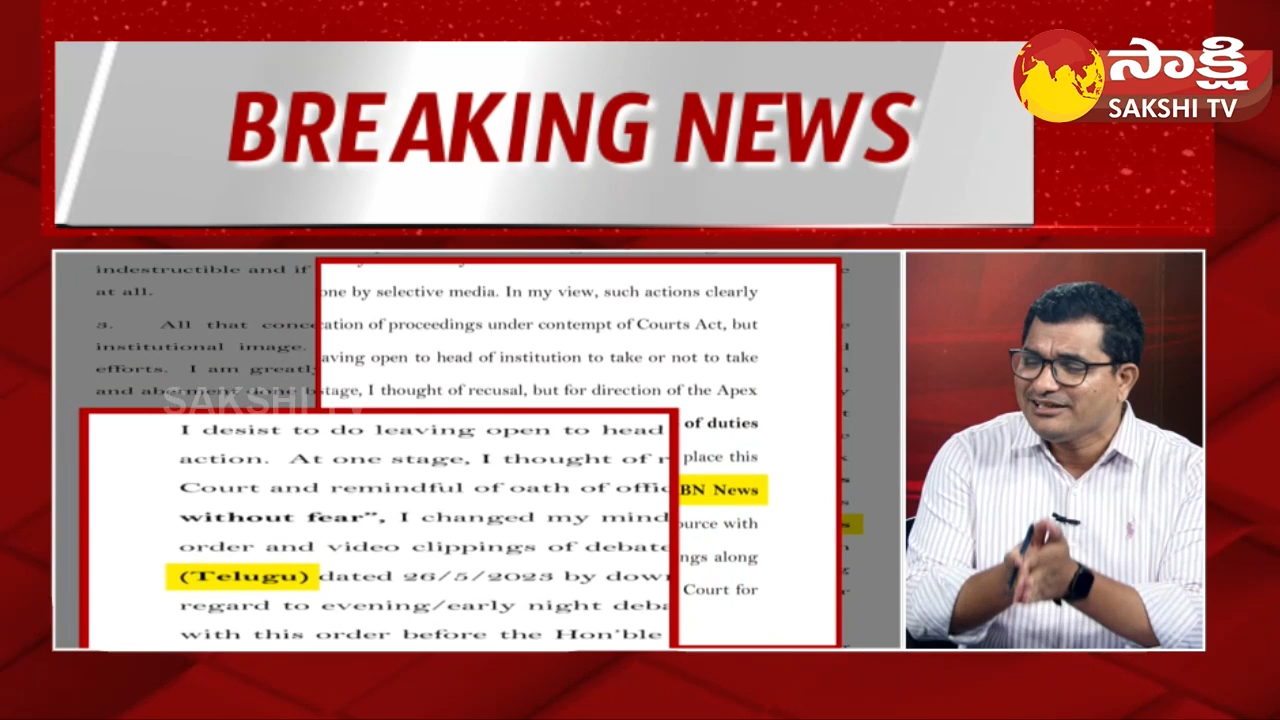 BREAKING NEWS
సాక్షి
SAKSHI TV
indestructible and if
at all.
3. All that
institutional image.
efforts. I am greatly
and aberment done
one by selective media. In my view, such actions clearly
ation of proceedings under contempt of Courts Act, but
aving open to head of institution to take or not to take
stage, I thought of recusal, but for direction of the Apex
of duties
place this
BN News
ource with
ngs along
Court for
SAKSHI TV
I desist to do leaving open to head
action. At one stage, I thought of r
Court and remindful of oath of offic
without fear”, I changed my mind
order and video clippings of debate
(Telugu) dated 26/5/2023 by dow
regard to evening/early night deba
with this order before the Hon'ble